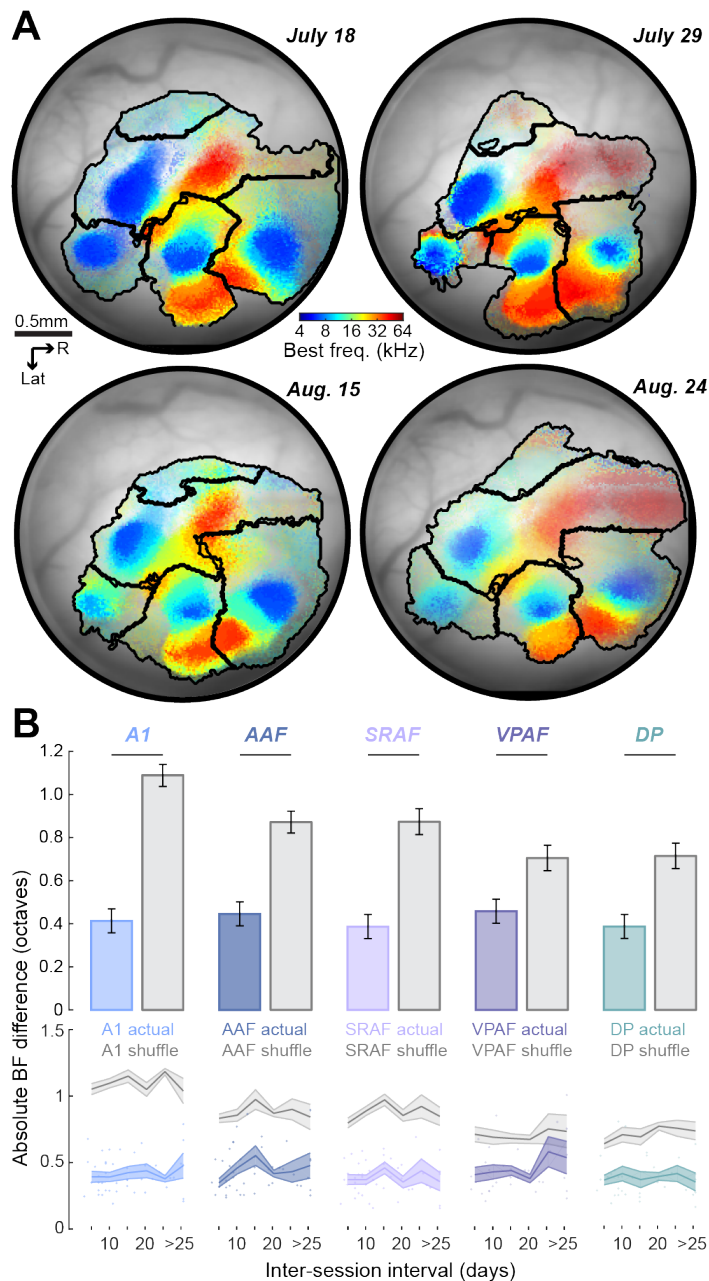 A
July 18
July 29
0.5mm
R
Lat
4 8 16 32 64
Best freq. (kHz)
Aug. 15
Aug. 24
B
A1 AAF SRAF VPAF DP
Absolute BF difference (octaves)
1.2
1.0
0.8
0.6
0.4
0.2
0
A1 actual
A1 shuffle
AAF actual
AAF shuffle
SRAF actual
SRAF shuffle
VPAF actual
VPAF shuffle
DP actual
DP shuffle
1.5
1
0.5
0
10 20 >25 10 20 >25 10 20 >25 10 20 >25 10 20 >25
Inter-session interval (days)